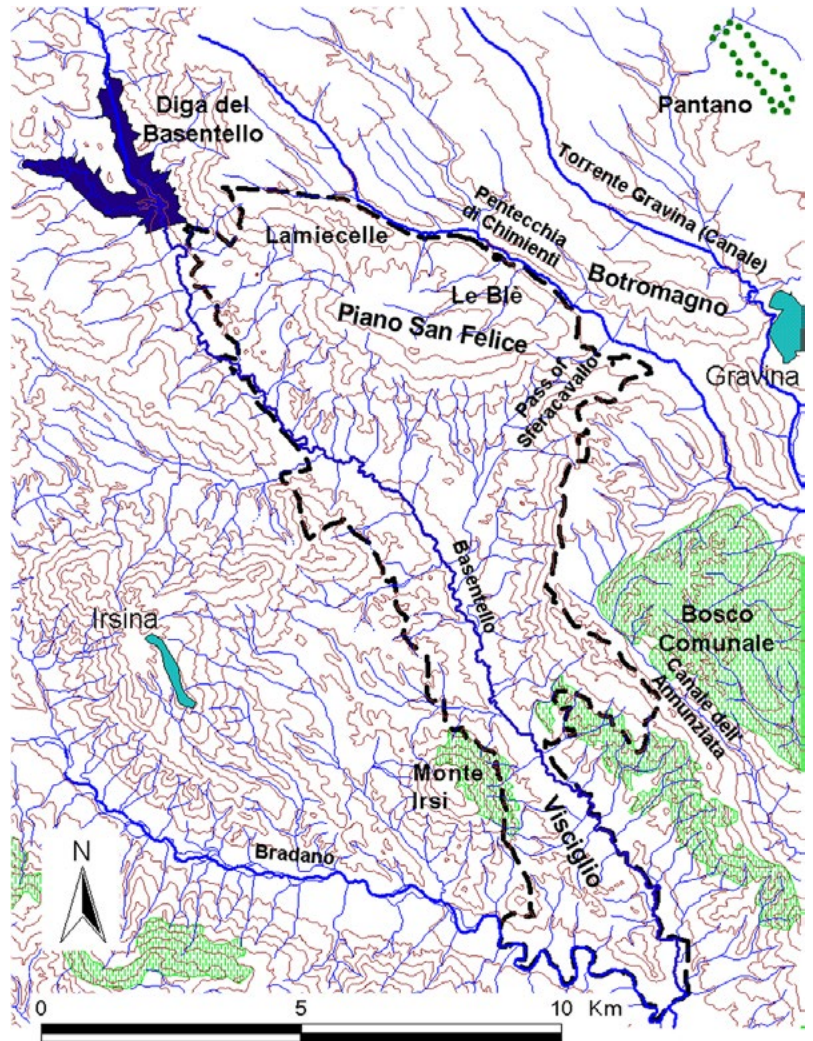 Diga del
Basentello
Pantano
Torrente Gravina (Canale)
Pentecchia
di Chimienti
Lamiecelle
Botromagno
Le Blè
Piano San Felice
Gravina
Pass of
Sferacavallo
Basentello
Bosco
Comunale
Irsina
Canale dell'
Annunziata
Monte
Irsi
Visciglio
Bradano
N
0 5 10 Km